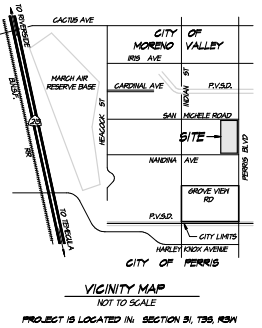 TO RIVERSIDE
CACTUS AVE
CITY OF
MORENO VALLEY
IRIS AVE
MARCH AIR
RESERVE BASE
CARDINAL AVE
INDIAN ST
P.V.S.D.
HEACOCK ST
SAN MICHELE ROAD
B.N.S.F. RR
215
SITE
PERRIS BLVD
NANDINA AVE
GROVE VIEW
RD
TO TEMECULA
P.V.S.D.
CITY LIMITS
HARLEY KNOX AVENUE
CITY OF PERRIS
VICINITY MAP
NOT TO SCALE
PROJECT IS LOCATED IN: SECTION 31, T3S, R3W